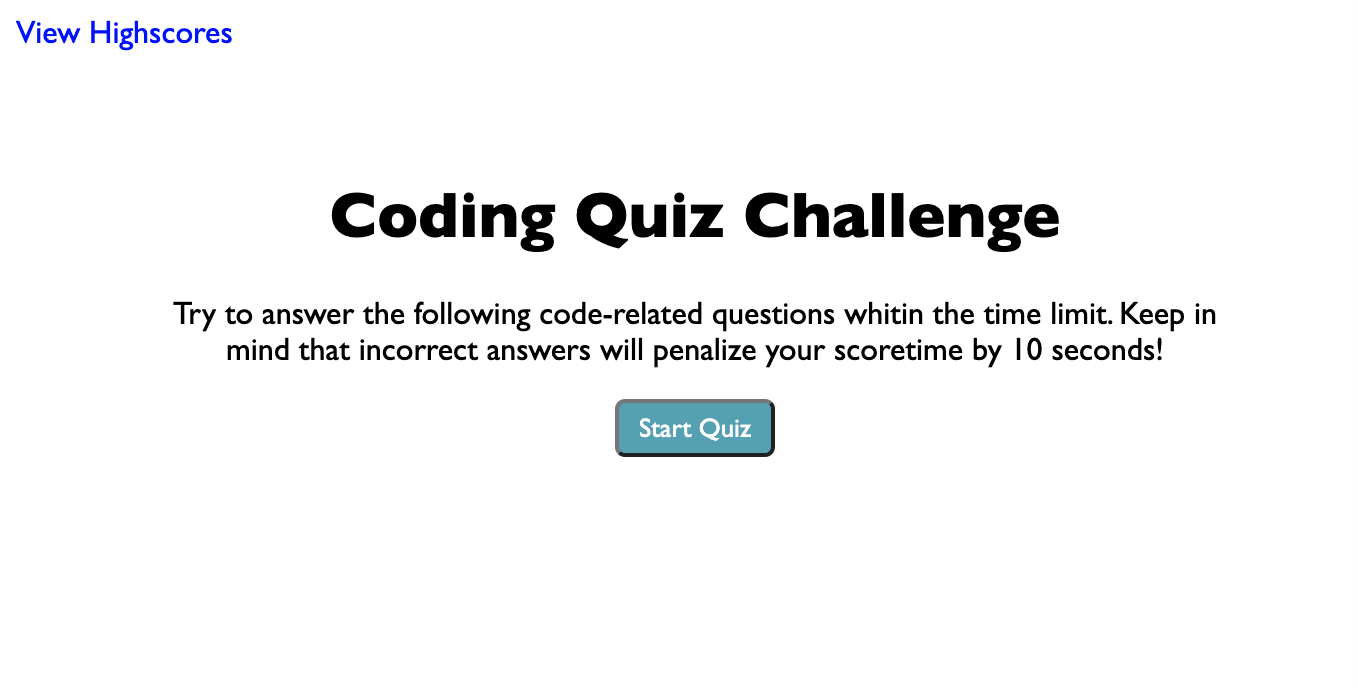 View Highscores
Coding Quiz Challenge
Try to answer the following code-related questions whitin the time limit. Keep in
mind that incorrect answers will penalize your scoretime by 10 seconds!
Start Quiz